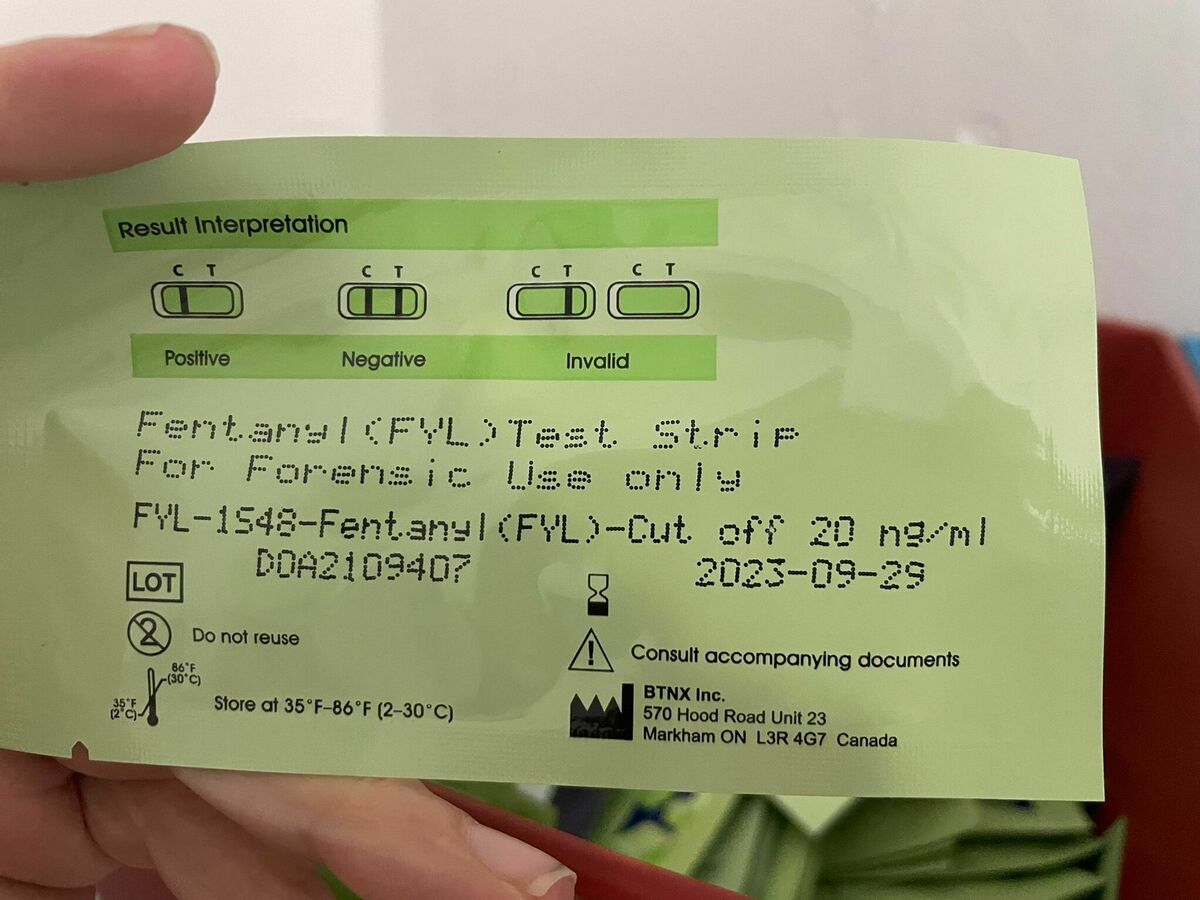 Result Interpretation
C T C T C T C T
Positive Negative Invalid
Fentanyl(FYL)Test Strip
For Forensic Use only
FYL-1S48-Fentanyl(FYL)-Cut off 20 ng/ml
LOT DOA2109407 2023-09-29
2 Do not reuse
! Consult accompanying documents
86°F
(30°C)
35°F
(2°C)
Store at 35°F-86°F (2-30°C)
BTNX Inc.
570 Hood Road Unit 23
Markham ON L3R 4G7 Canada